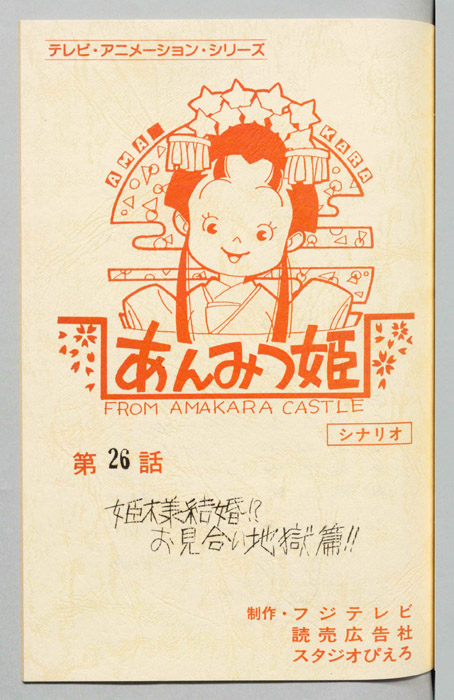 テレビ・アニメーション・シリーズ
AMA KARA
あんみつ姫
FROM AMAKARA CASTLE
シナリオ
第26話
姫様結婚!?
お見合い地獄篇!!
制作・フジテレビ
読売広告社
スタジオぴえろ